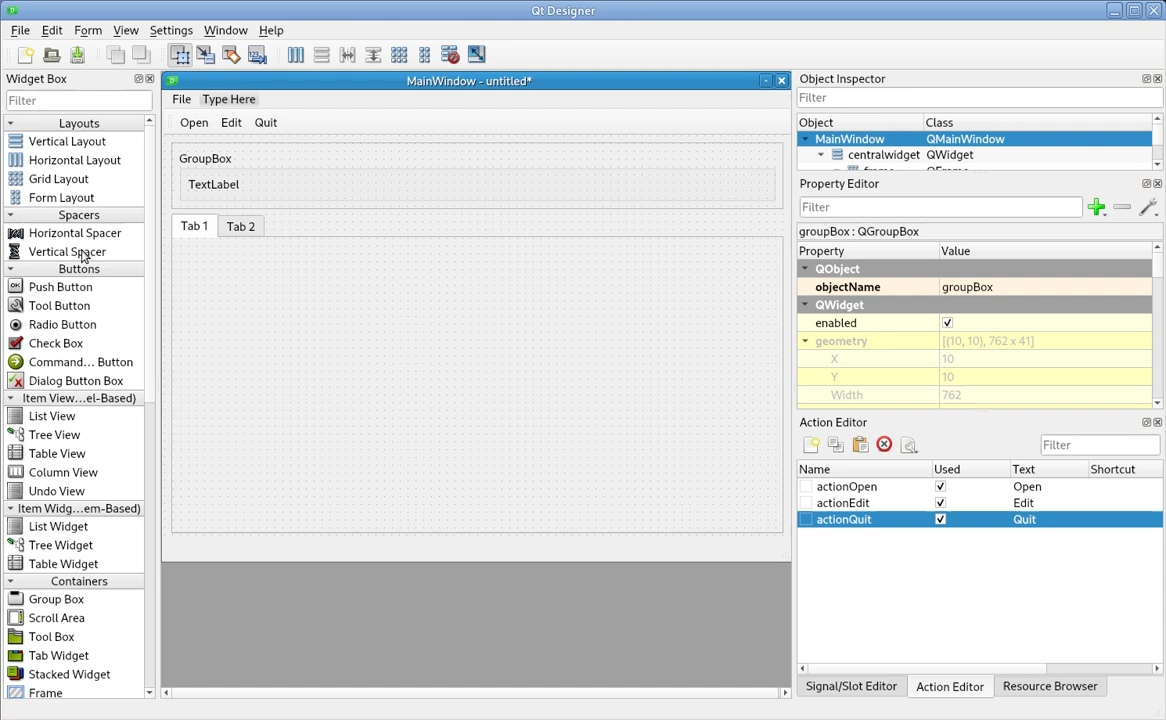 Qt Designer
File Edit Form View Settings Window Help
Widget Box
Filter
Layouts
Vertical Layout
Horizontal Layout
Grid Layout
Form Layout
Spacers
Horizontal Spacer
Vertical Spacer
Buttons
Push Button
Tool Button
Radio Button
Check Box
Command... Button
Dialog Button Box
Item View...el-Based)
List View
Tree View
Table View
Column View
Undo View
Item Widg...em-Based)
List Widget
Tree Widget
Table Widget
Containers
Group Box
Scroll Area
Tool Box
Tab Widget
Stacked Widget
Frame
MainWindow - untitled*
File Type Here
Open Edit Quit
GroupBox
TextLabel
Tab 1 Tab 2
Object Inspector
Filter
Object Class
MainWindow QMainWindow
centralwidget QWidget
Property Editor
Filter
groupBox : QGroupBox
Property Value
QObject
objectName groupBox
QWidget
enabled
geometry [(10, 10), 762 x 41]
X 10
Y 10
Width 762
Action Editor
Filter
Name Used Text Shortcut
actionOpen Open
actionEdit Edit
actionQuit Quit
Signal/Slot Editor Action Editor Resource Browser